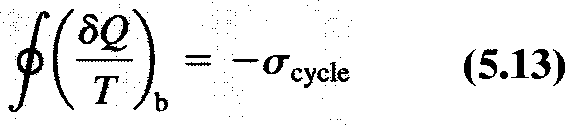 ∮(δQ/T)_b = −σ_cycle (5.13)